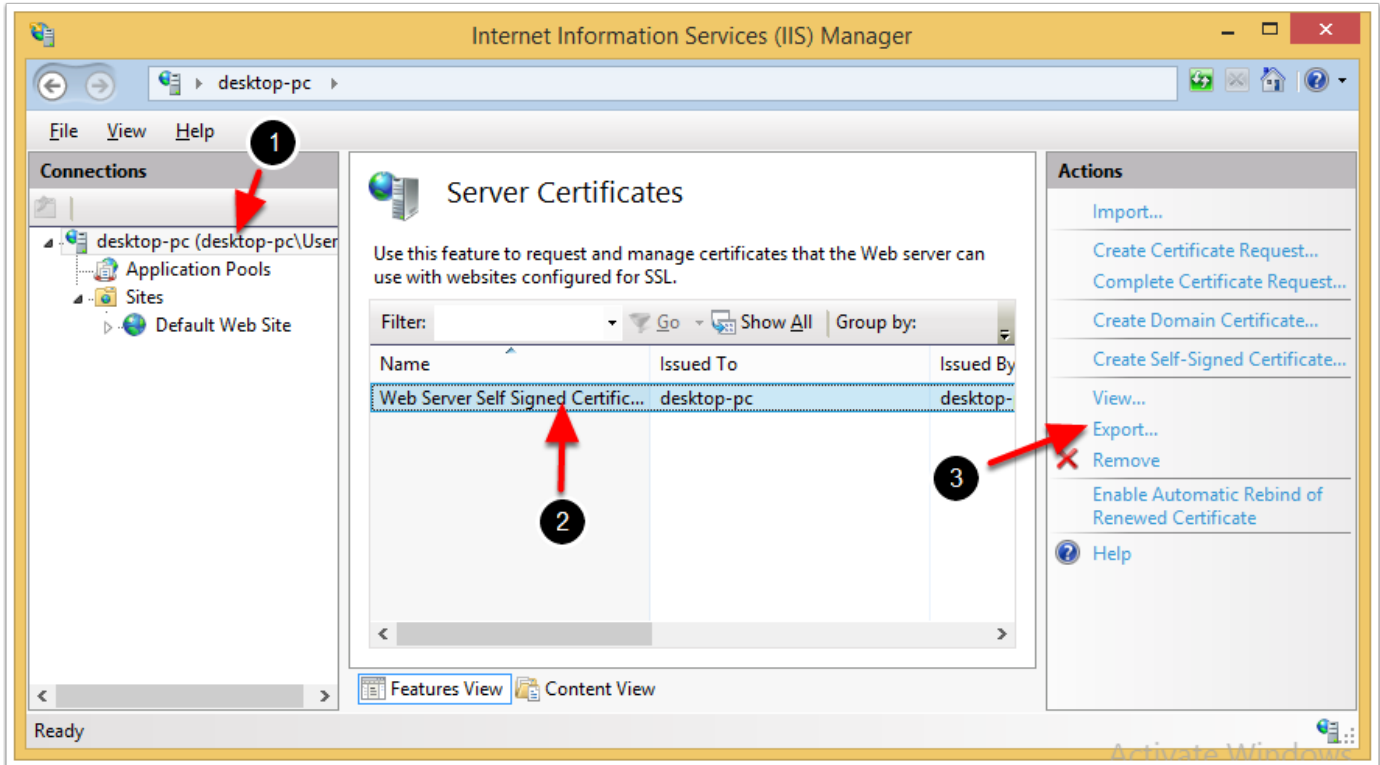 Internet Information Services (IIS) Manager
desktop-pc
File View Help
1
Connections
desktop-pc (desktop-pc\User
Application Pools
Sites
Default Web Site
Server Certificates
Use this feature to request and manage certificates that the Web server can
use with websites configured for SSL.
Filter: Go Show All Group by:
Name Issued To Issued By
Web Server Self Signed Certific... desktop-pc desktop-
2
3
Features View Content View
Actions
Import...
Create Certificate Request...
Complete Certificate Request...
Create Domain Certificate...
Create Self-Signed Certificate...
View...
Export...
Remove
Enable Automatic Rebind of
Renewed Certificate
Help
Ready
Activate Windows